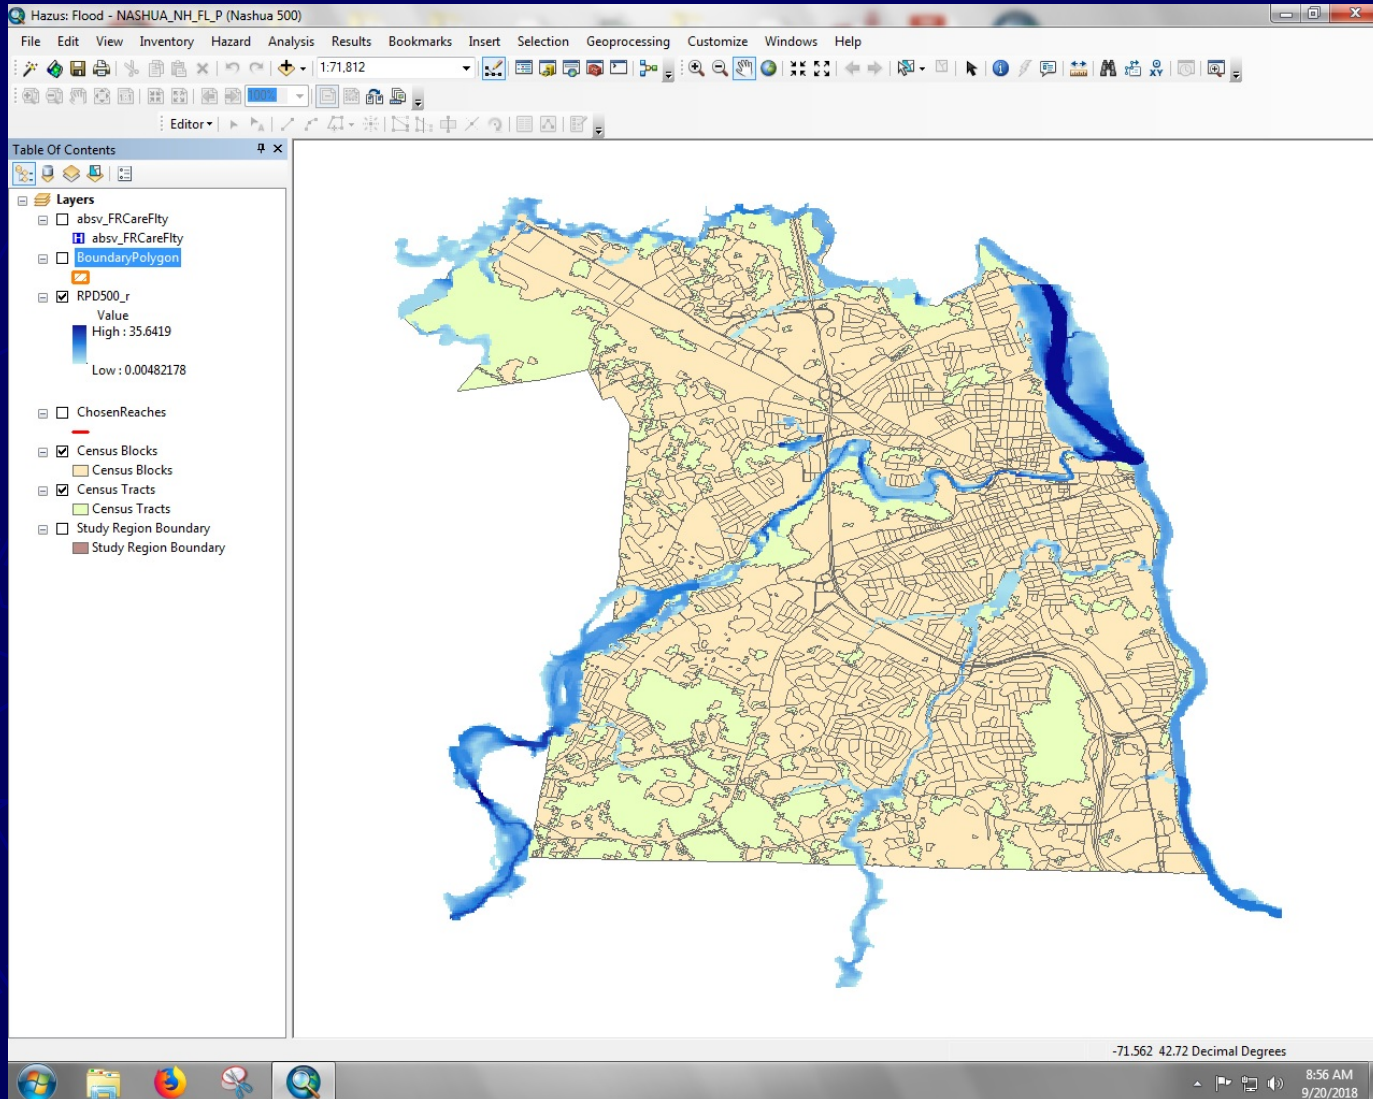 Hazus: Flood - NASHUA_NH_FL_P (Nashua 500)
File Edit View Inventory Hazard Analysis Results Bookmarks Insert Selection Geoprocessing Customize Windows Help
1:71,812
100%
Editor
Table Of Contents
Layers
absv_FRCareFlty
H absv_FRCareFlty
BoundaryPolygon
RPD500_r
Value
High : 35.6419
Low : 0.00482178
ChosenReaches
Census Blocks
Census Blocks
Census Tracts
Census Tracts
Study Region Boundary
Study Region Boundary
-71.562 42.72 Decimal Degrees
8:56 AM
9/20/2018